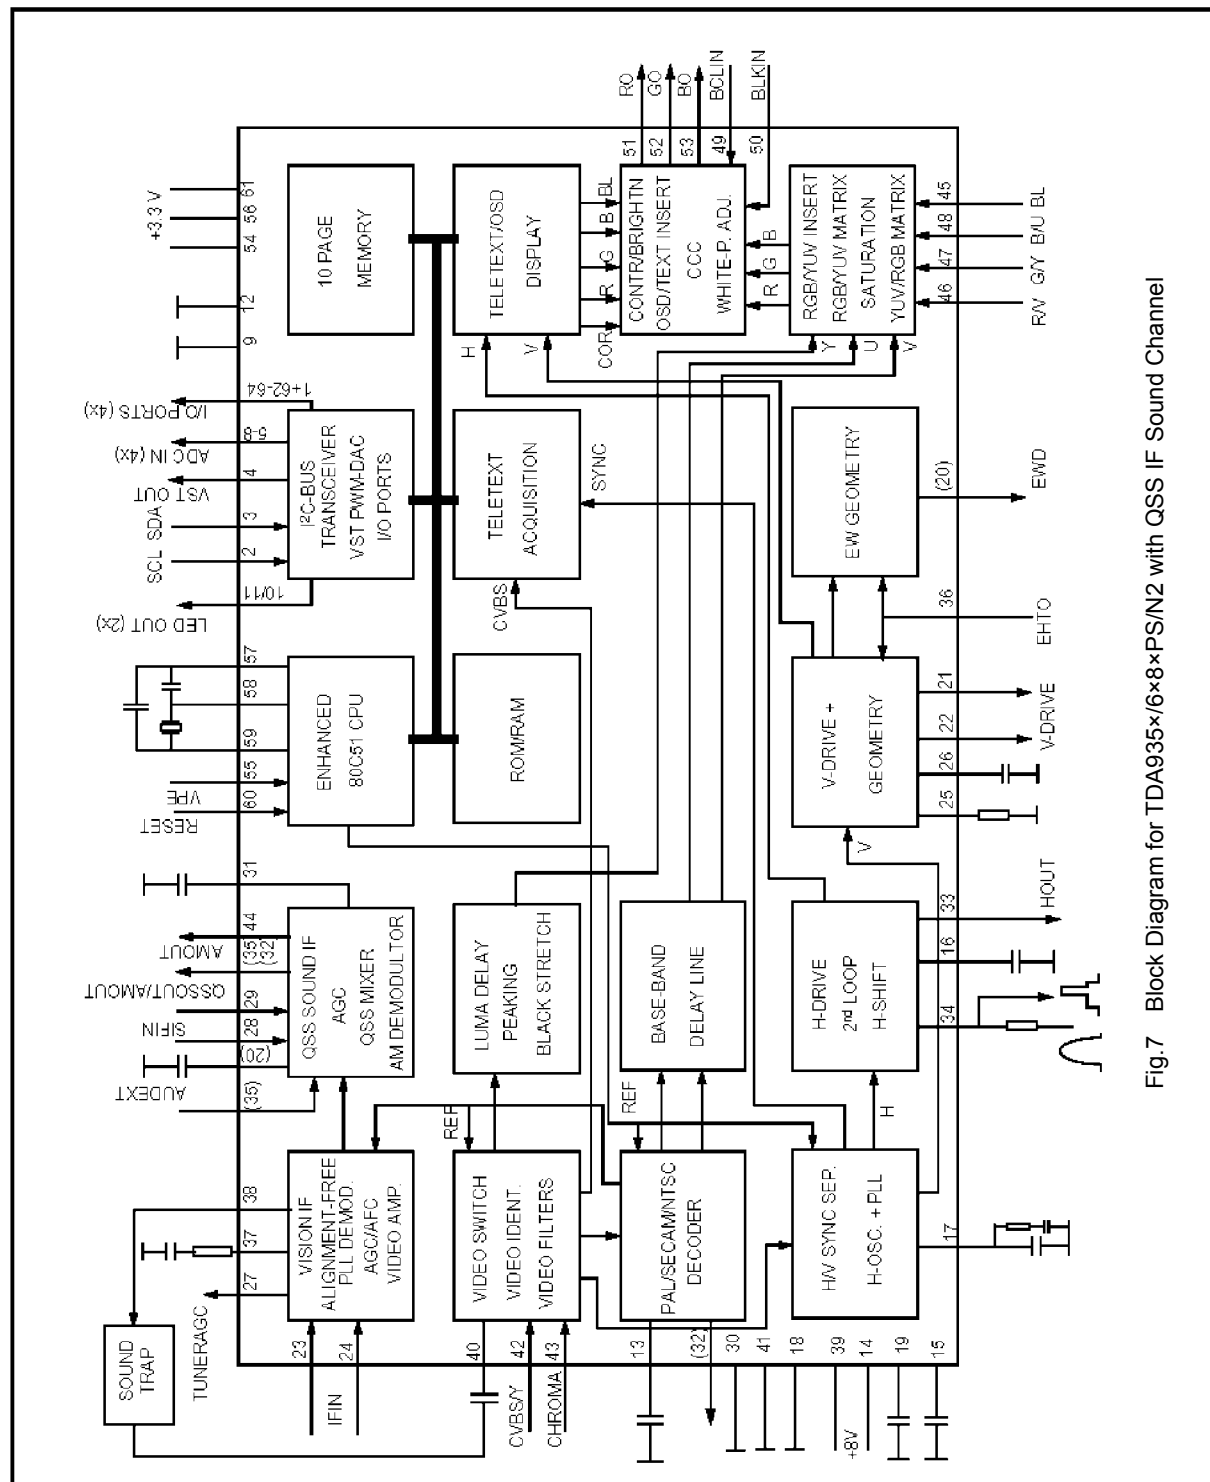 SOUND TRAP
TUNERAGC
27
37
38
VISION IF
ALIGNMENT-FREE
PLL DEMOD.
AGC/AFC
VIDEO AMP.
23
24
IFIN
AUDEXT
(35)
(20)
SIFIN
28
29
QSSOUT/AMOUT
AMOUT
(35)
(32)
44
31
QSS SOUND IF
AGC
QSS MIXER
AM DEMODULTOR
RESET
60
VPE
55
59
58
57
ENHANCED
80C51 CPU
LED OUT (2x)
10/11
SCL
2
SDA
3
VST OUT
4
ADC IN (4x)
5-8
I/O PORTS (4x)
1+62-64
I²C-BUS
TRANSCEIVER
VST PWM-DAC
I/O PORTS
9
12
+3.3 V
54
56
61
10 PAGE
MEMORY
VIDEO SWITCH
VIDEO IDENT.
VIDEO FILTERS
REF
40
42
43
CVBS/Y
CHROMA
LUMA DELAY
PEAKING
BLACK STRETCH
ROM/RAM
CVBS
TELETEXT
ACQUISITION
SYNC
H
V
TELETEXT/OSD
DISPLAY
COR
R
G
B
BL
CONTR/BRIGHTN
OSD/TEXT INSERT
CCC
WHITE-P. ADJ.
51
52
53
49
50
RO
GO
BO
BCLIN
BLKIN
R
G
B
PAL/SECAM/NTSC
DECODER
REF
BASE-BAND
DELAY LINE
Y
U
V
RGB/YUV INSERT
RGB/YUV MATRIX
SATURATION
YUV/RGB MATRIX
46
47
48
45
R/V
G/Y
B/U
BL
13
(32)
30
41
18
39
14
19
15
+8V
H/V SYNC SEP.
H-OSC. + PLL
17
H
H-DRIVE
2nd LOOP
H-SHIFT
34
16
33
HOUT
V
V-DRIVE +
GEOMETRY
25
26
22
21
V-DRIVE
36
EHTO
EW GEOMETRY
(20)
EWD
Fig.7 Block Diagram for TDA935×/6×8×PS/N2 with QSS IF Sound Channel